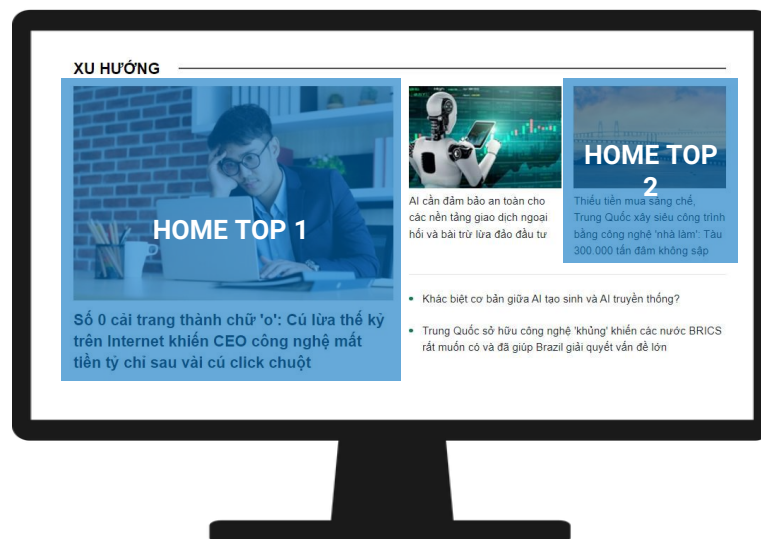 XU HƯỚNG
HOME TOP 1
Số 0 cải trang thành chữ 'o': Cú lừa thế kỷ
trên Internet khiến CEO công nghệ mất
tiền tỷ chỉ sau vài cú click chuột
AI cần đảm bảo an toàn cho
các nền tảng giao dịch ngoại
hối và bài trừ lừa đảo đầu tư
HOME TOP
2
Thiếu tiền mua sáng chế,
Trung Quốc xây siêu công trình
bằng công nghệ 'nhà làm': Tàu
300.000 tấn đâm không sập
Khác biệt cơ bản giữa AI tạo sinh và AI truyền thống?
Trung Quốc sở hữu công nghệ 'khủng' khiến các nước BRICS
rất muốn có và đã giúp Brazil giải quyết vấn đề lớn